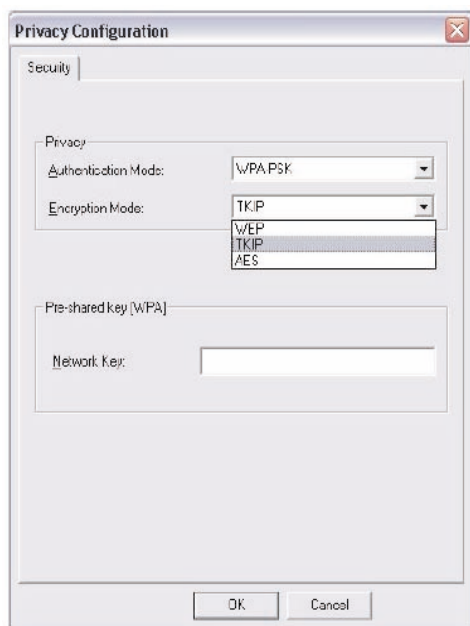 Privacy Configuration
Security
Privacy
Authentication Mode: WPA-PSK
Encryption Mode: TKIP
WEP
TKIP
AES
Pre-shared key [WPA]
Network Key:
OK Cancel